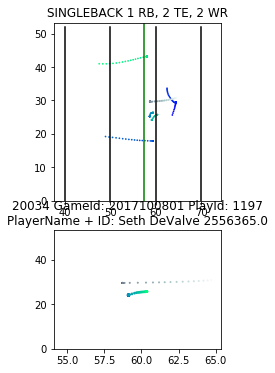 SINGLEBACK 1 RB, 2 TE, 2 WR
50
40
30
20
10
0
40 50 60 70
20034 GameId: 2017100801 PlayId: 1197
PlayerName + ID: Seth DeValve 2556365.0
40
20
0
55.0 57.5 60.0 62.5 65.0